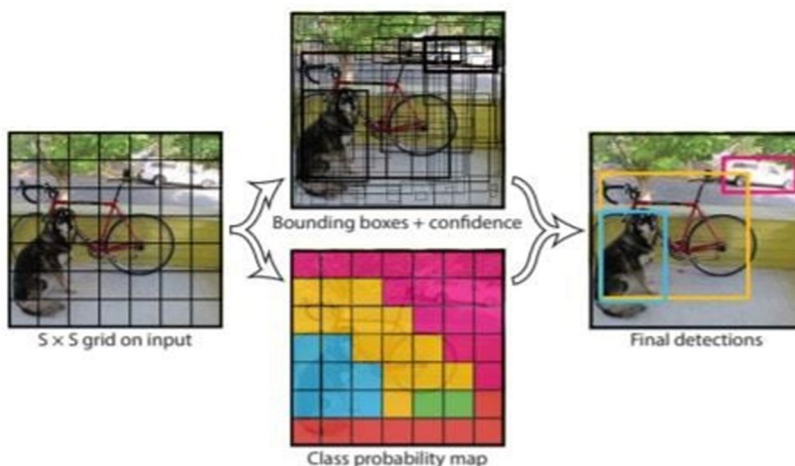 Bounding boxes + confidence
S × S grid on input
Final detections
Class probability map